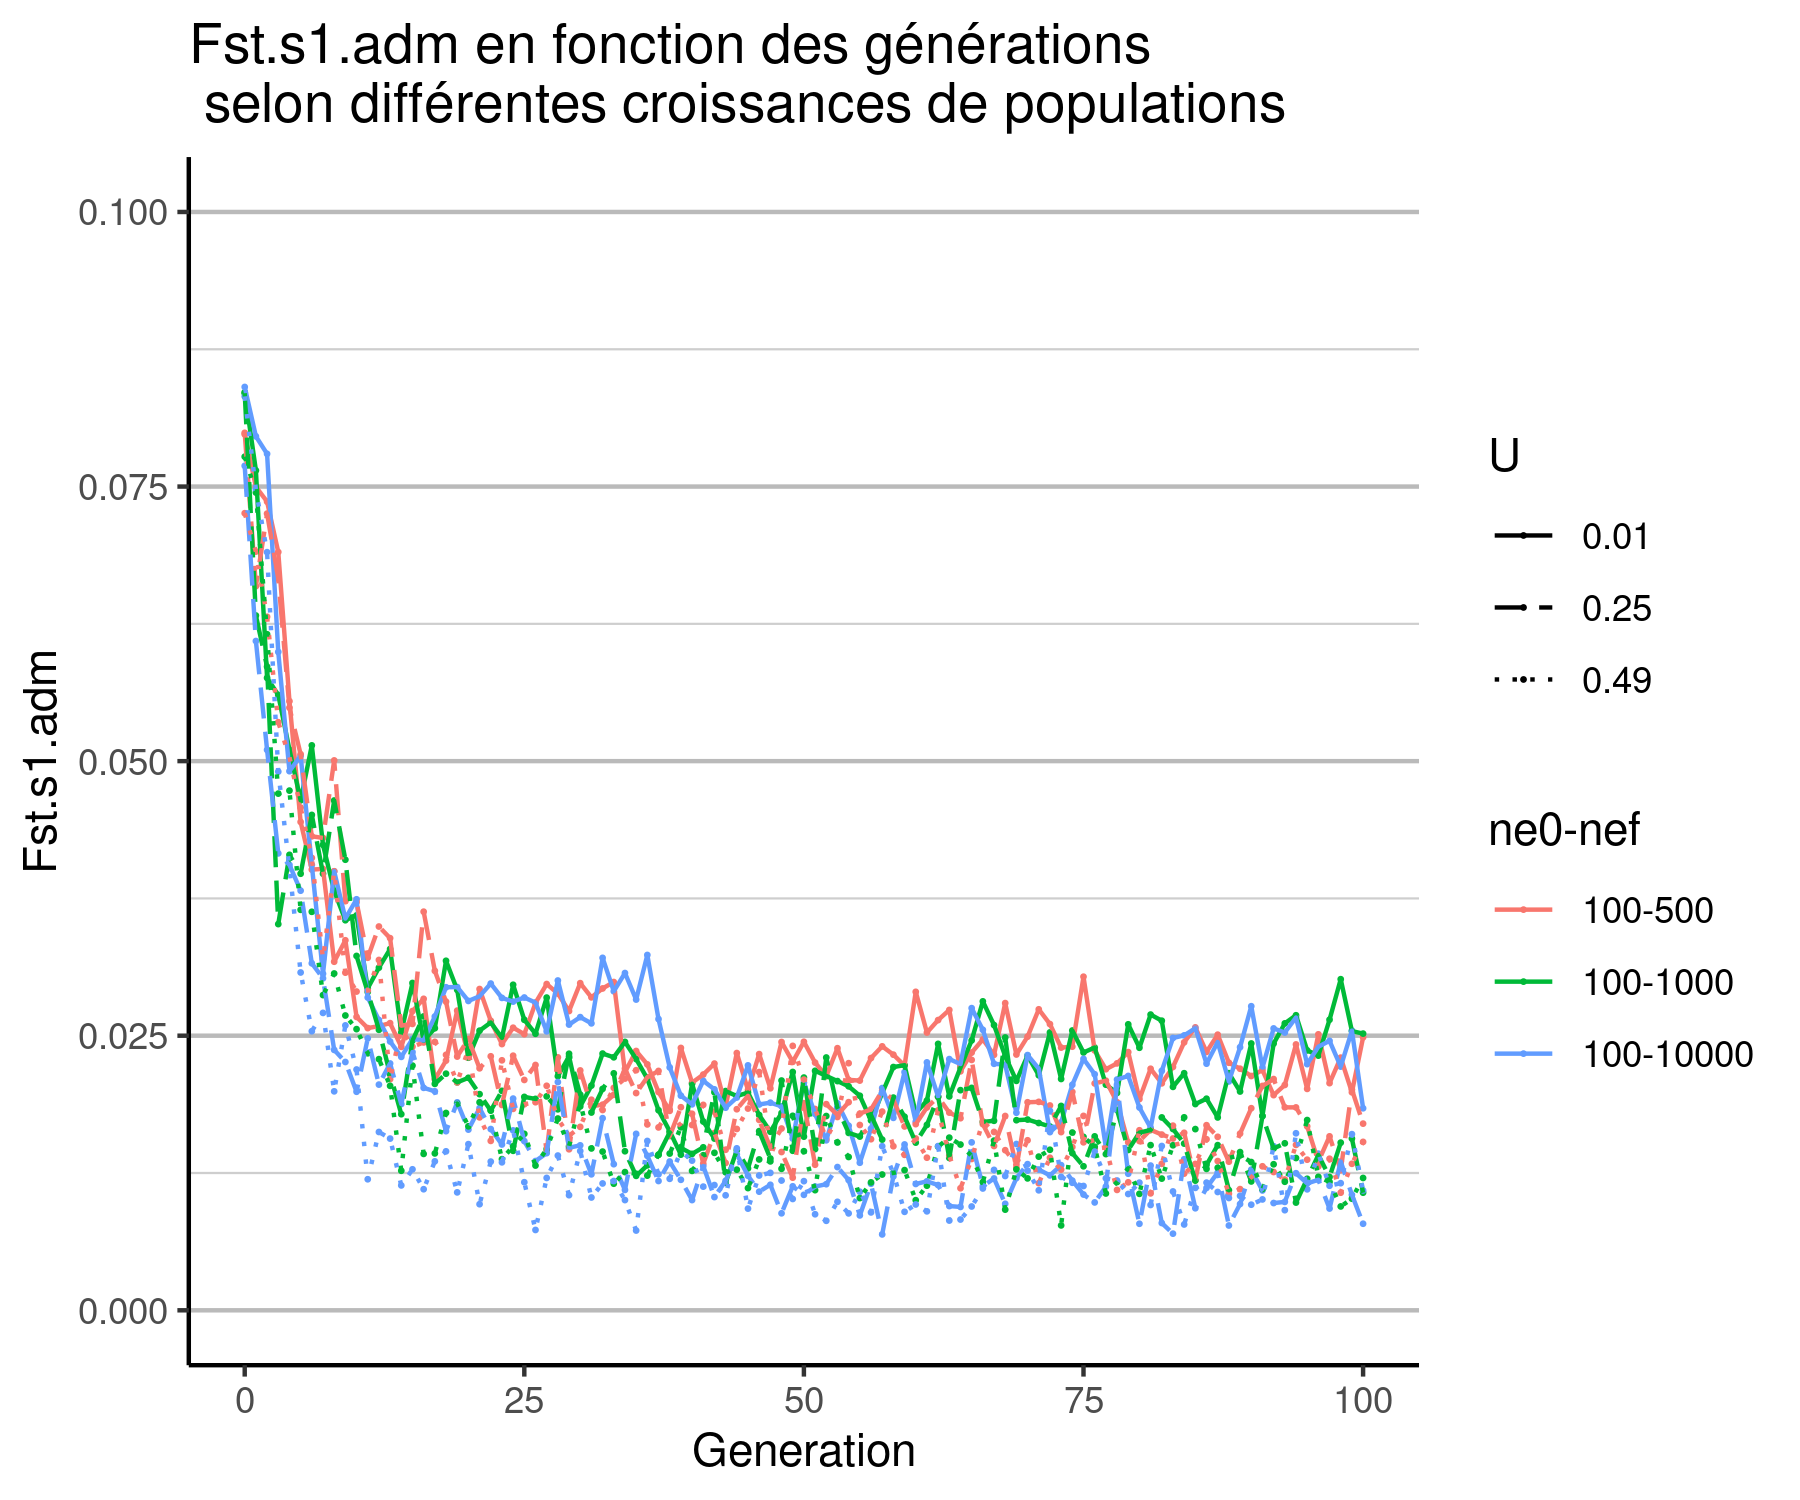 Fst.s1.adm en fonction des générations
selon différentes croissances de populations
0.100
0.075
0.050
0.025
0.000
Fst.s1.adm
0 25 50 75 100
Generation
U
0.01
0.25
0.49
ne0-nef
100-500
100-1000
100-10000